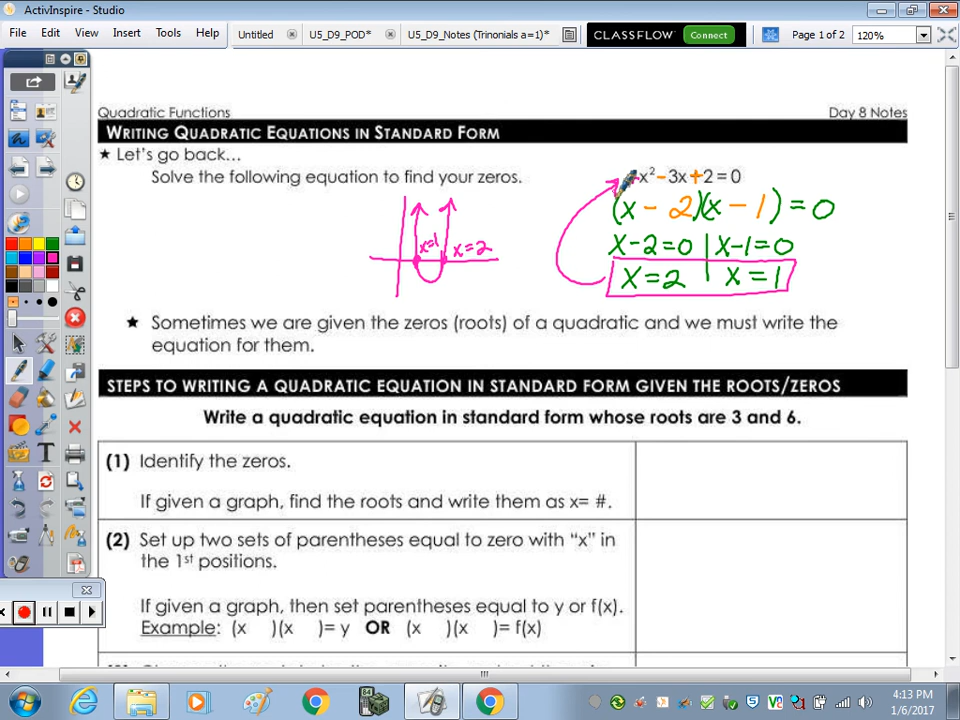 ActivInspire - Studio
File Edit View Insert Tools Help Untitled U5_D9_POD* U5_D9_Notes (Trinonials a=1)* CLASSFLOW Connect Page 1 of 2 120%
Quadratic Functions Day 8 Notes
WRITING QUADRATIC EQUATIONS IN STANDARD FORM
★ Let's go back...
Solve the following equation to find your zeros. x² - 3x + 2 = 0
(x - 2)(x - 1) = 0
x=1 x=2
x-2=0 | x-1=0
x=2 | x=1
★ Sometimes we are given the zeros (roots) of a quadratic and we must write the
equation for them.
STEPS TO WRITING A QUADRATIC EQUATION IN STANDARD FORM GIVEN THE ROOTS/ZEROS
Write a quadratic equation in standard form whose roots are 3 and 6.
(1) Identify the zeros.
If given a graph, find the roots and write them as x= #.
(2) Set up two sets of parentheses equal to zero with "x" in
the 1st positions.
If given a graph, then set parentheses equal to y or f(x).
Example: (x )(x )= y OR (x )(x )= f(x)
4:13 PM
1/6/2017